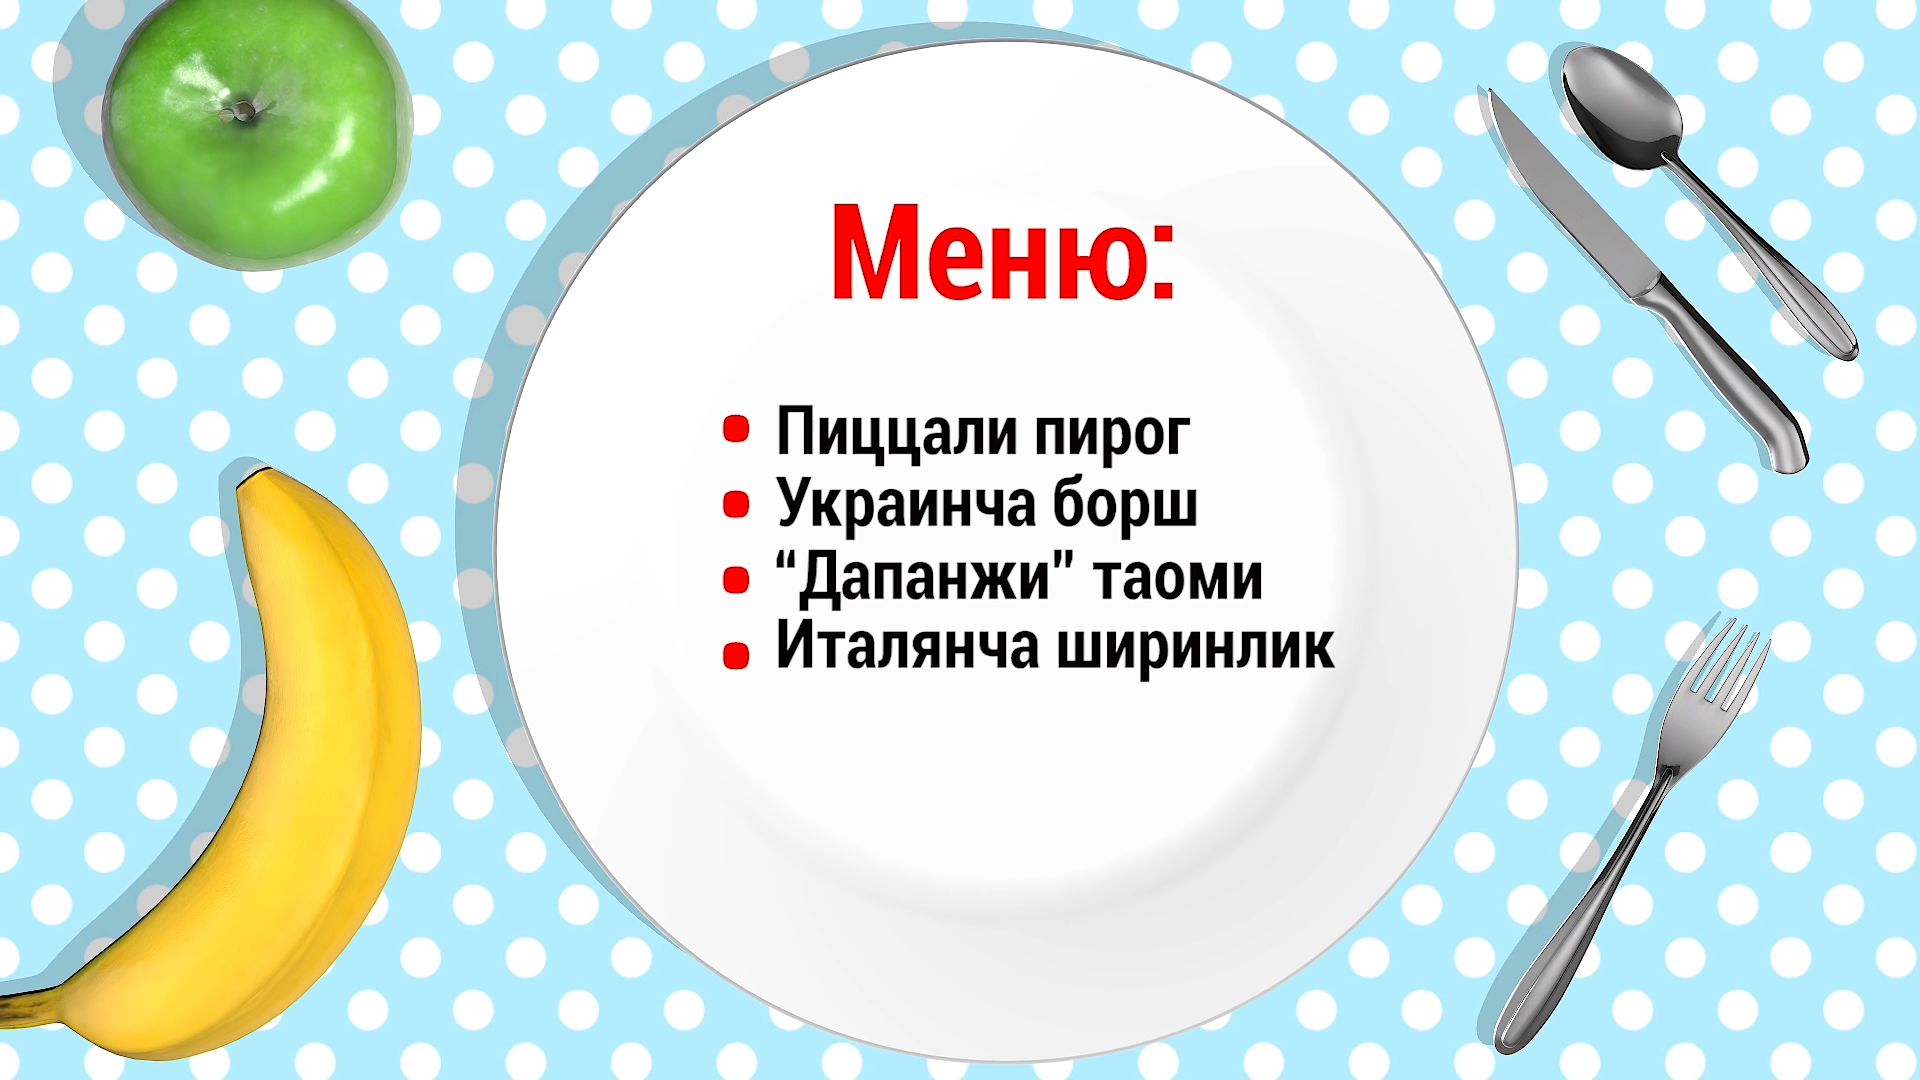 Меню:
• Пиццали пирог
• Украинча борш
• “Дапанжи” таоми
• Италянча ширинлик